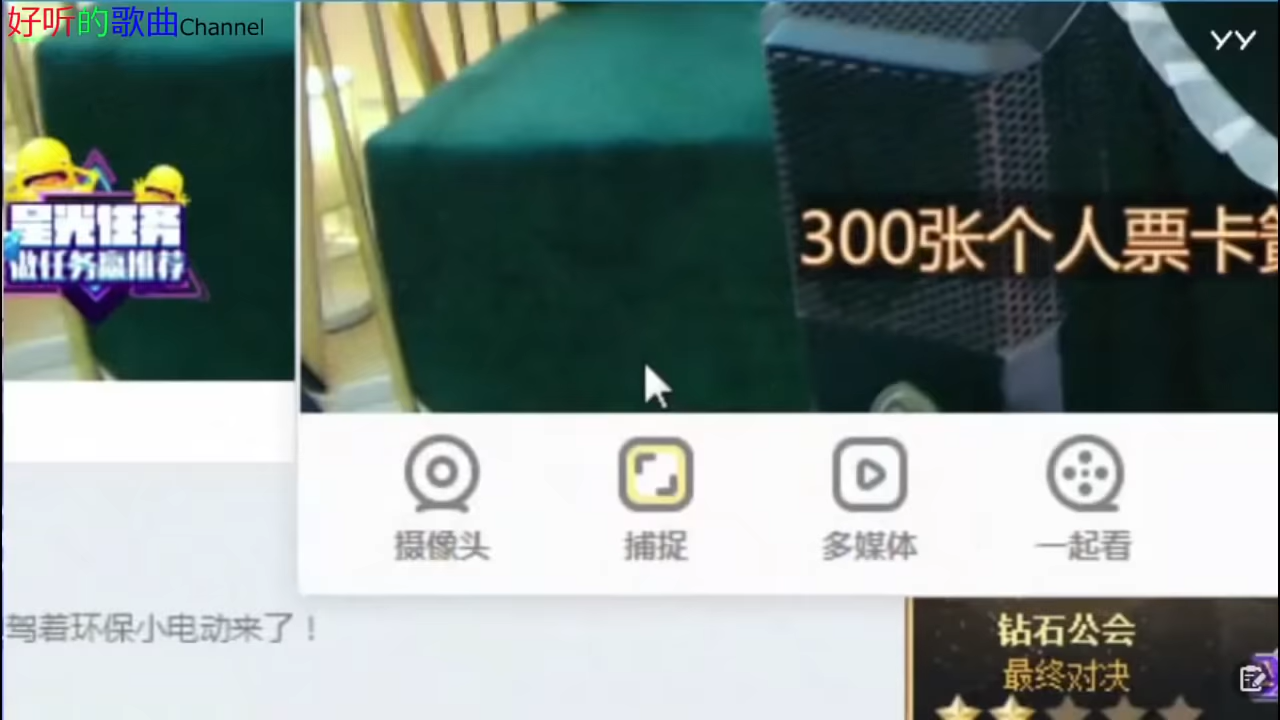 好听的歌曲Channel
YY
星光任务
做任务赢推荐
300张个人票卡
摄像头
捕捉
多媒体
一起看
驾着环保小电动来了！
钻石公会
最终对决